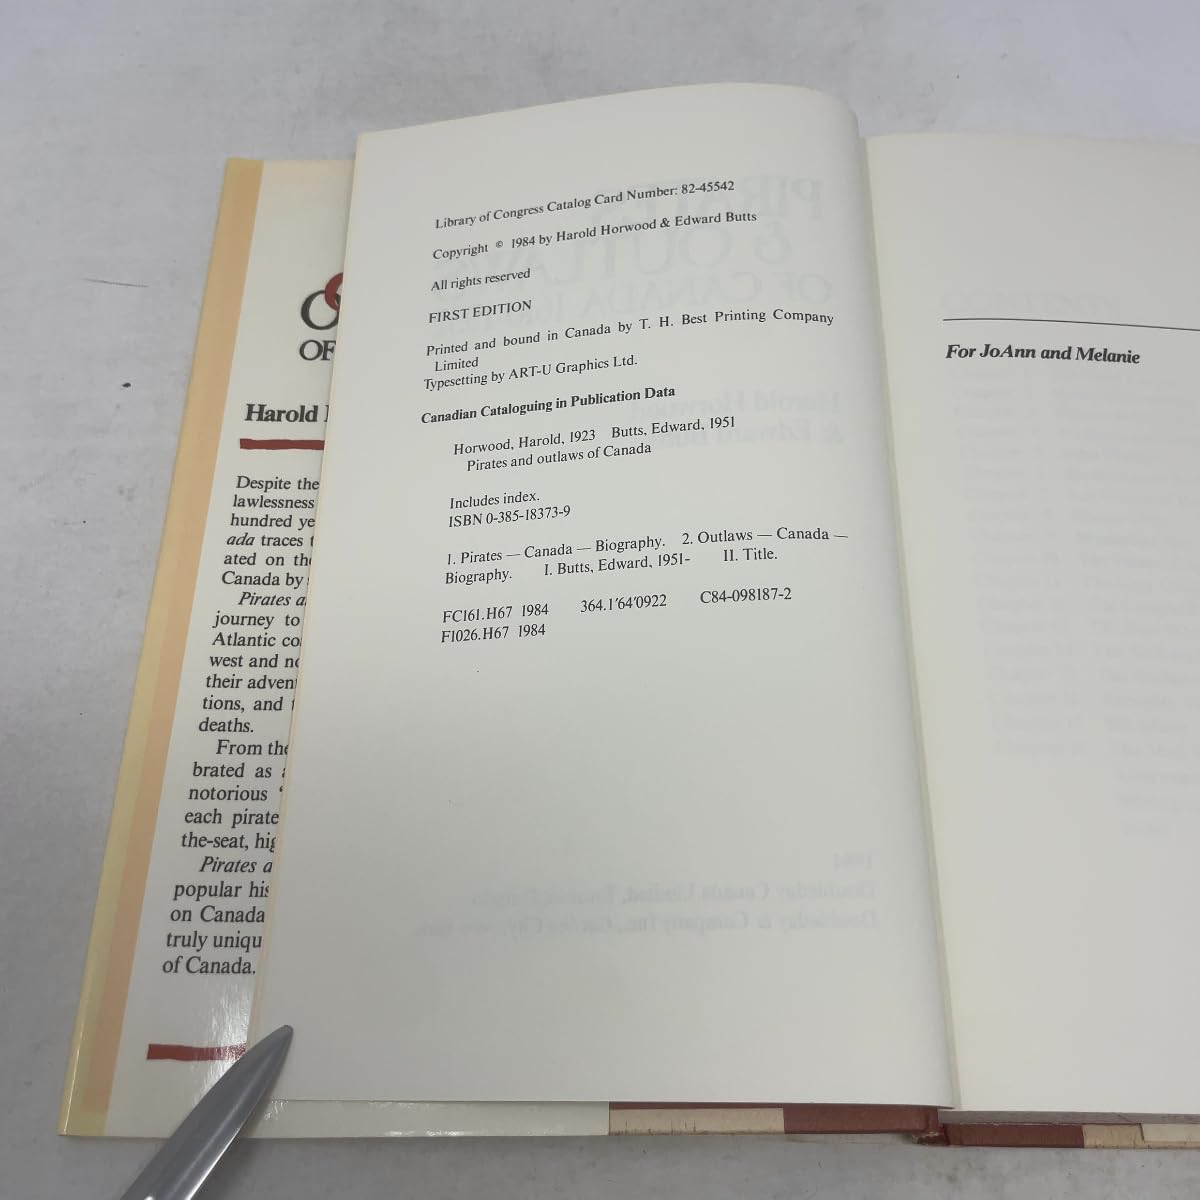 OF
Harold
Despite the
lawlessness
hundred ye
ada traces
ated on the
Canada by
Pirates a
journey to
Atlantic co
west and no
their adven
tions, and
deaths.
From the
brated as
notorious
each pirate
the-seat, hig
Pirates a
popular his
on Canada
truly uniqu
of Canada.
Library of Congress Catalog Card Number: 82-45542
Copyright © 1984 by Harold Horwood & Edward Butts
All rights reserved
FIRST EDITION
Printed and bound in Canada by T. H. Best Printing Company
Limited
Typesetting by ART-U Graphics Ltd.
Canadian Cataloguing in Publication Data
Horwood, Harold, 1923 Butts, Edward, 1951
Pirates and outlaws of Canada
Includes index.
ISBN 0-385-18373-9
1. Pirates — Canada — Biography. 2. Outlaws — Canada —
Biography. I. Butts, Edward, 1951- II. Title.
FC161.H67 1984 364.1'64'0922 C84-098187-2
F1026.H67 1984
For JoAnn and Melanie